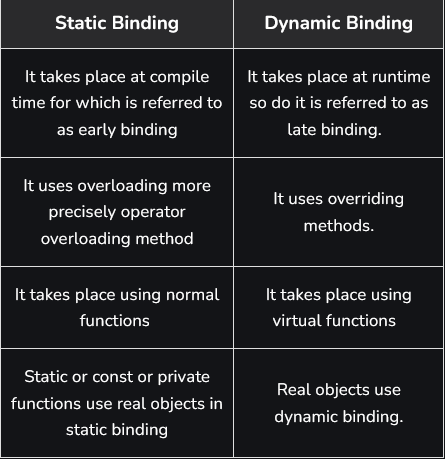 Static Binding
Dynamic Binding
It takes place at compile
time for which is referred to
as early binding
It takes place at runtime
so do it is referred to as
late binding.
It uses overloading more
precisely operator
overloading method
It uses overriding
methods.
It takes place using normal
functions
It takes place using
virtual functions
Static or const or private
functions use real objects in
static binding
Real objects use
dynamic binding.